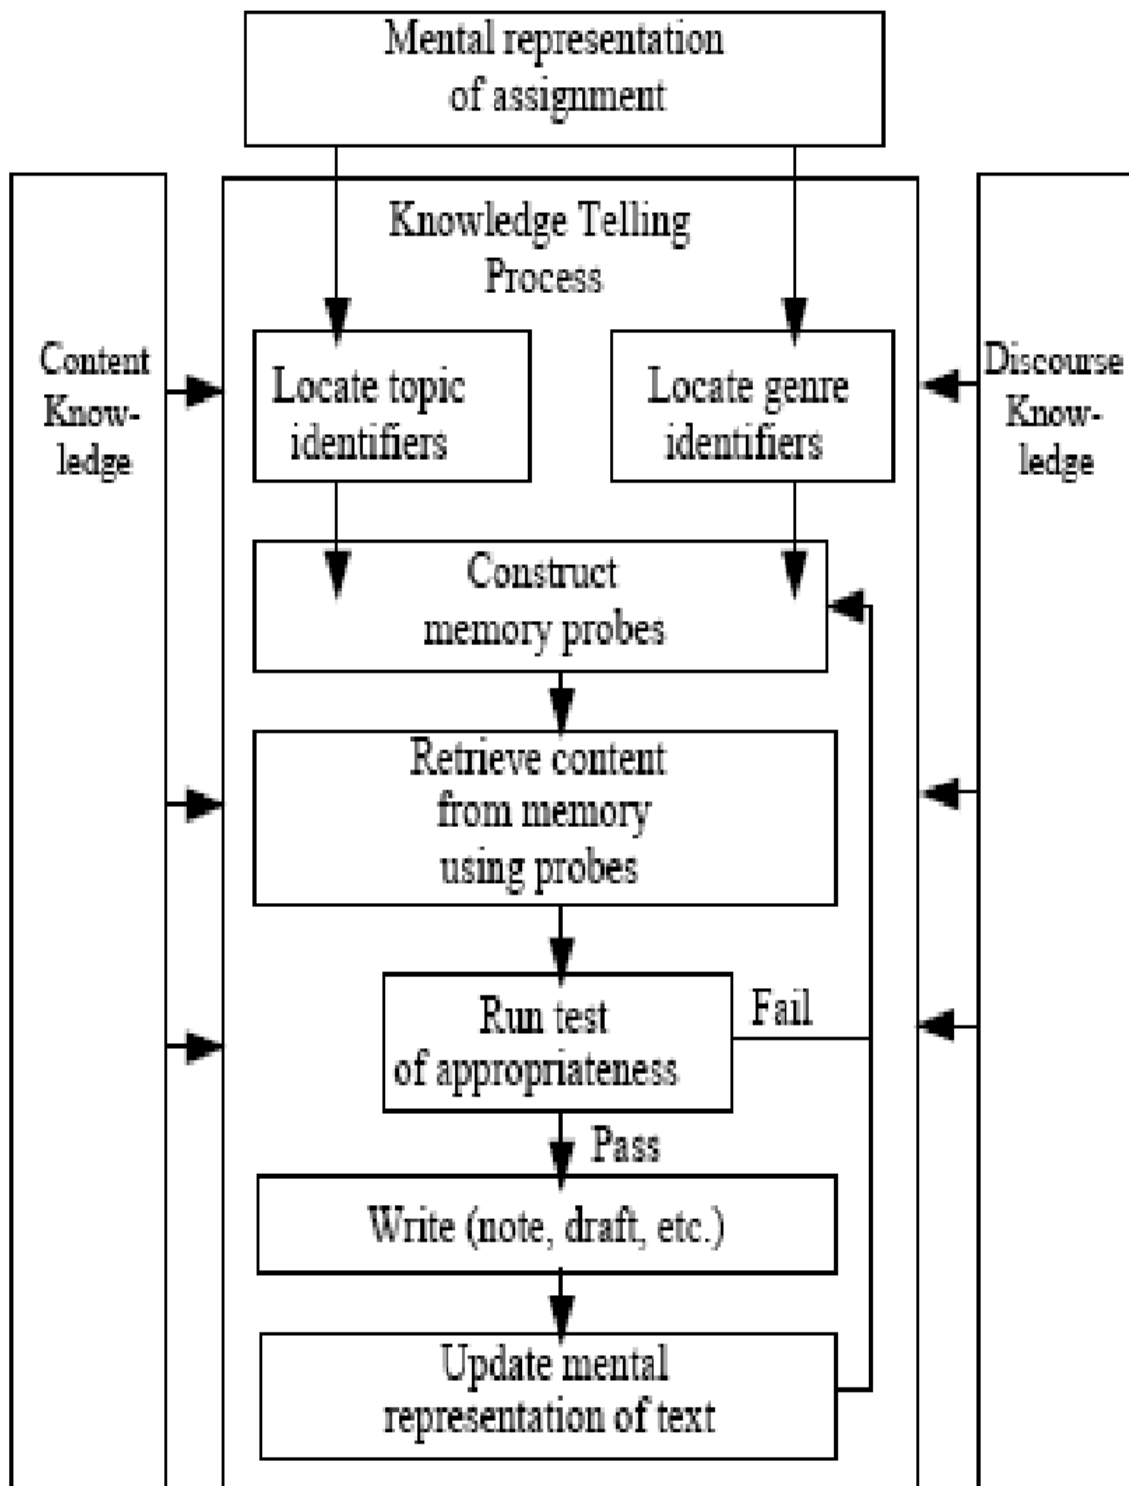 Mental representation
of assignment
Knowledge Telling
Process
Content
Know-
ledge
Discourse
Know-
ledge
Locate topic
identifiers
Locate genre
identifiers
Construct
memory probes
Retrieve content
from memory
using probes
Run test
of appropriateness
Fail
Pass
Write (note, draft, etc.)
Update mental
representation of text